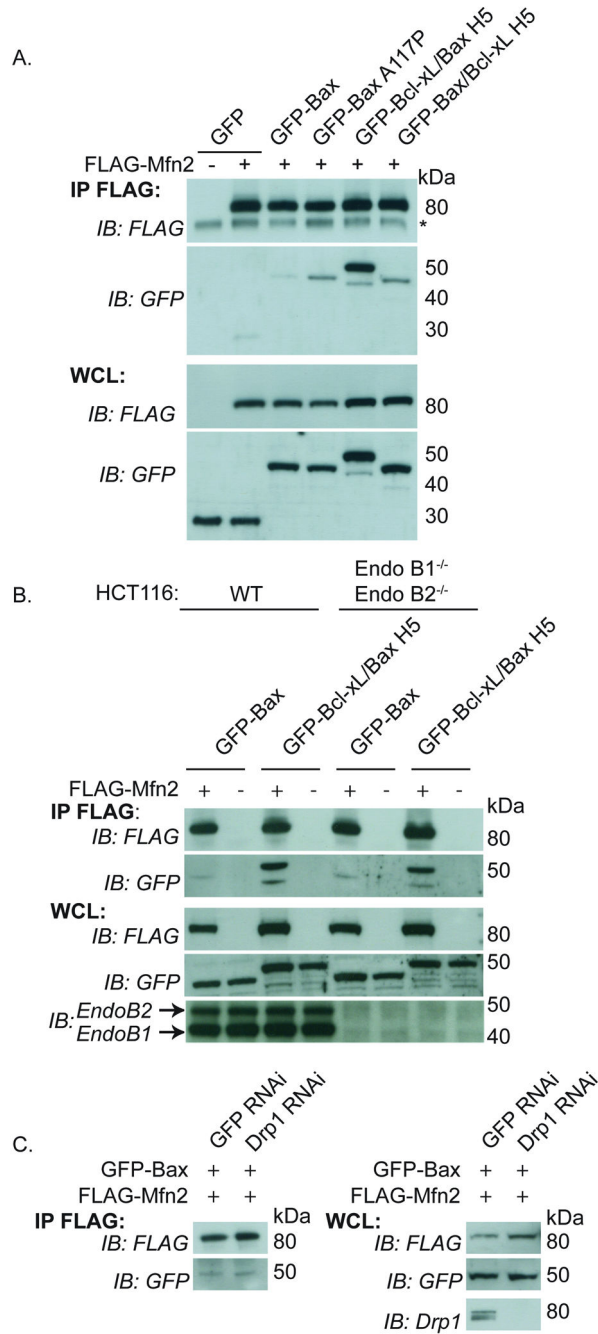 A.
GFP
GFP-Bax
GFP-Bax A117P
GFP-Bcl-xL/Bax H5
GFP-Bax/Bcl-xL H5
FLAG-Mfn2 - + + + + +
kDa
IP FLAG:
80
IB: FLAG
*
50
IB: GFP
40
30
WCL:
IB: FLAG
80
50
IB: GFP
40
30
B.
HCT116:
WT
Endo B1-/-
Endo B2-/-
GFP-Bax
GFP-Bcl-xL/Bax H5
GFP-Bax
GFP-Bcl-xL/Bax H5
FLAG-Mfn2 + - + - + - + -
kDa
IP FLAG:
IB: FLAG
80
50
IB: GFP
WCL:
IB: FLAG
80
50
IB: GFP
IB: EndoB2
50
EndoB1
40
C.
GFP RNAi
Drp1 RNAi
GFP-Bax + +
FLAG-Mfn2 + +
IP FLAG:
kDa
IB: FLAG
80
IB: GFP
50
GFP RNAi
Drp1 RNAi
GFP-Bax + +
FLAG-Mfn2 + +
WCL:
kDa
IB: FLAG
80
IB: GFP
50
IB: Drp1
80